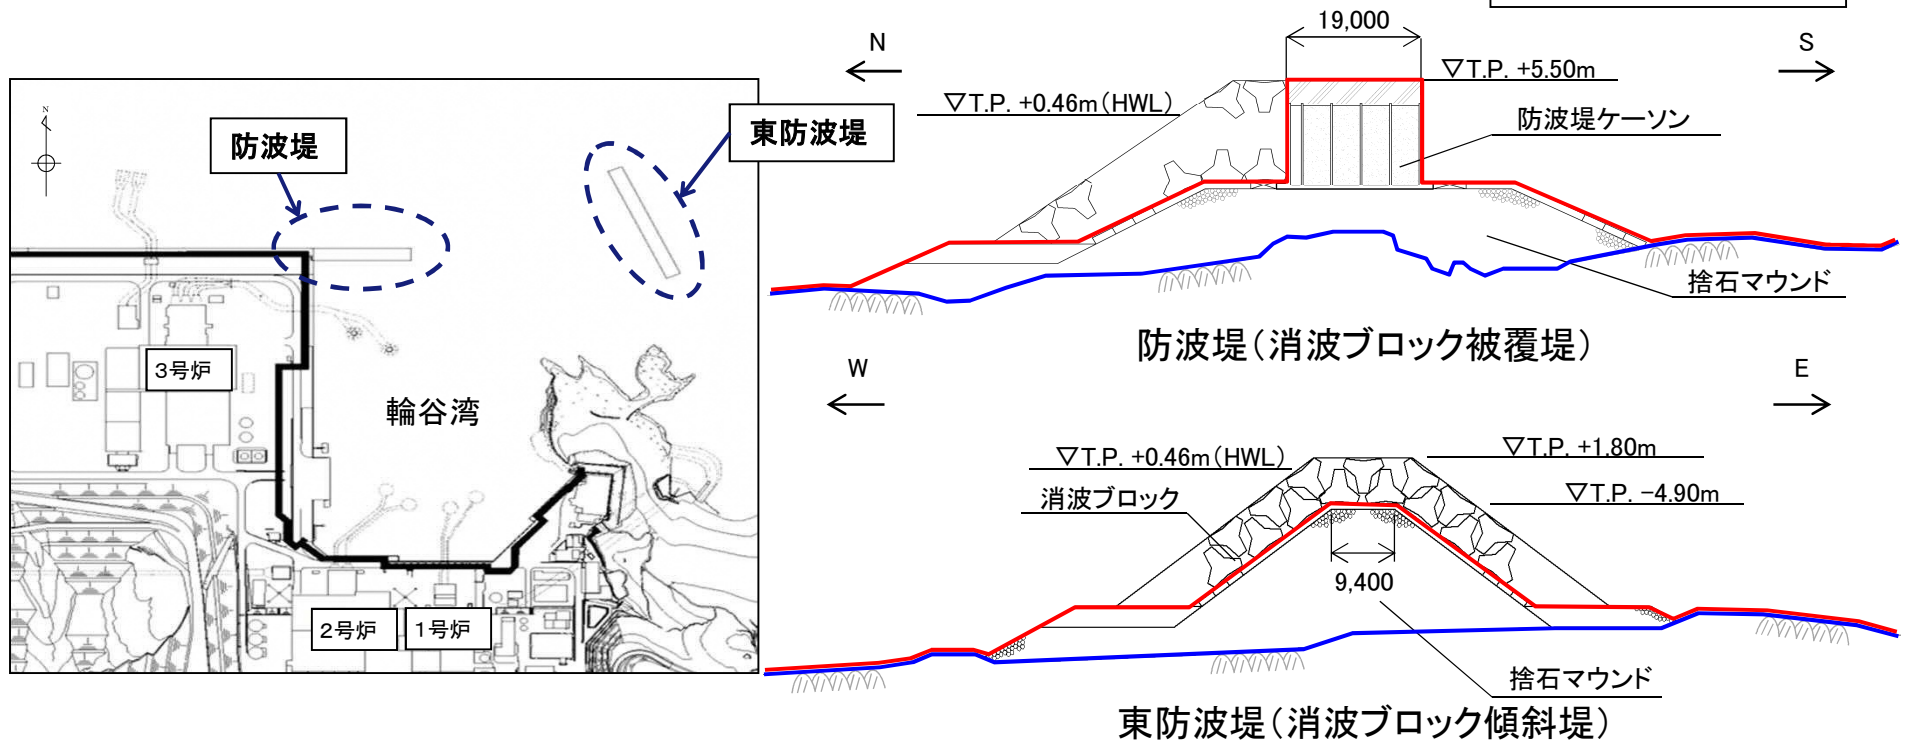 N
防波堤
東防波堤
3号炉
輪谷湾
2号炉
1号炉
19,000
N
S
▽T.P. +5.50m
▽T.P. +0.46m(HWL)
防波堤ケーソン
捨石マウンド
防波堤(消波ブロック被覆堤)
W
E
▽T.P. +0.46m(HWL)
▽T.P. +1.80m
消波ブロック
▽T.P. -4.90m
9,400
捨石マウンド
東防波堤(消波ブロック傾斜堤)